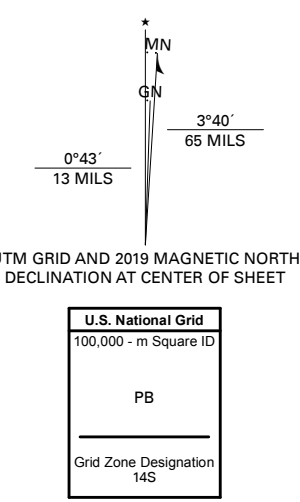 ★
MN
GN
3°40´
65 MILS
0°43´
13 MILS
UTM GRID AND 2019 MAGNETIC NORTH
DECLINATION AT CENTER OF SHEET
U.S. National Grid
100,000 - m Square ID
PB
Grid Zone Designation
14S